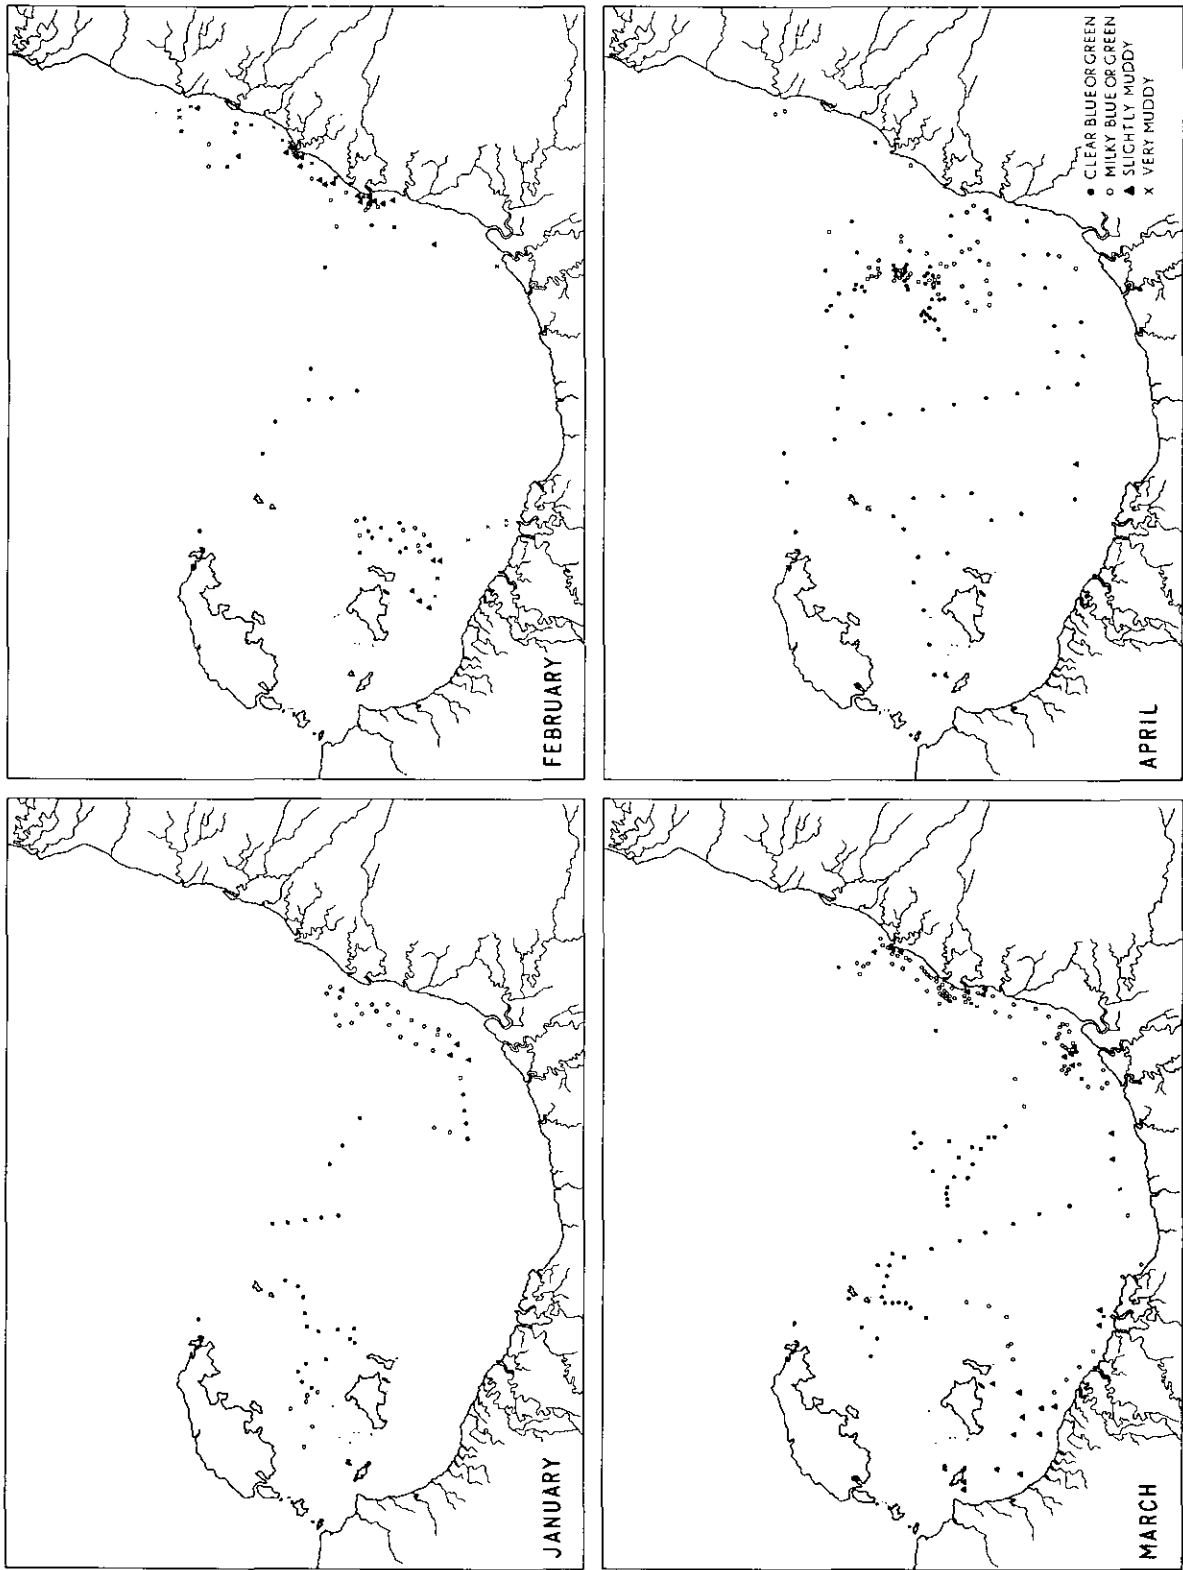 JANUARY
FEBRUARY
MARCH
APRIL
● CLEAR BLUE OR GREEN
○ MILKY BLUE OR GREEN
▲ SLIGHTLY MUDDY
x VERY MUDDY